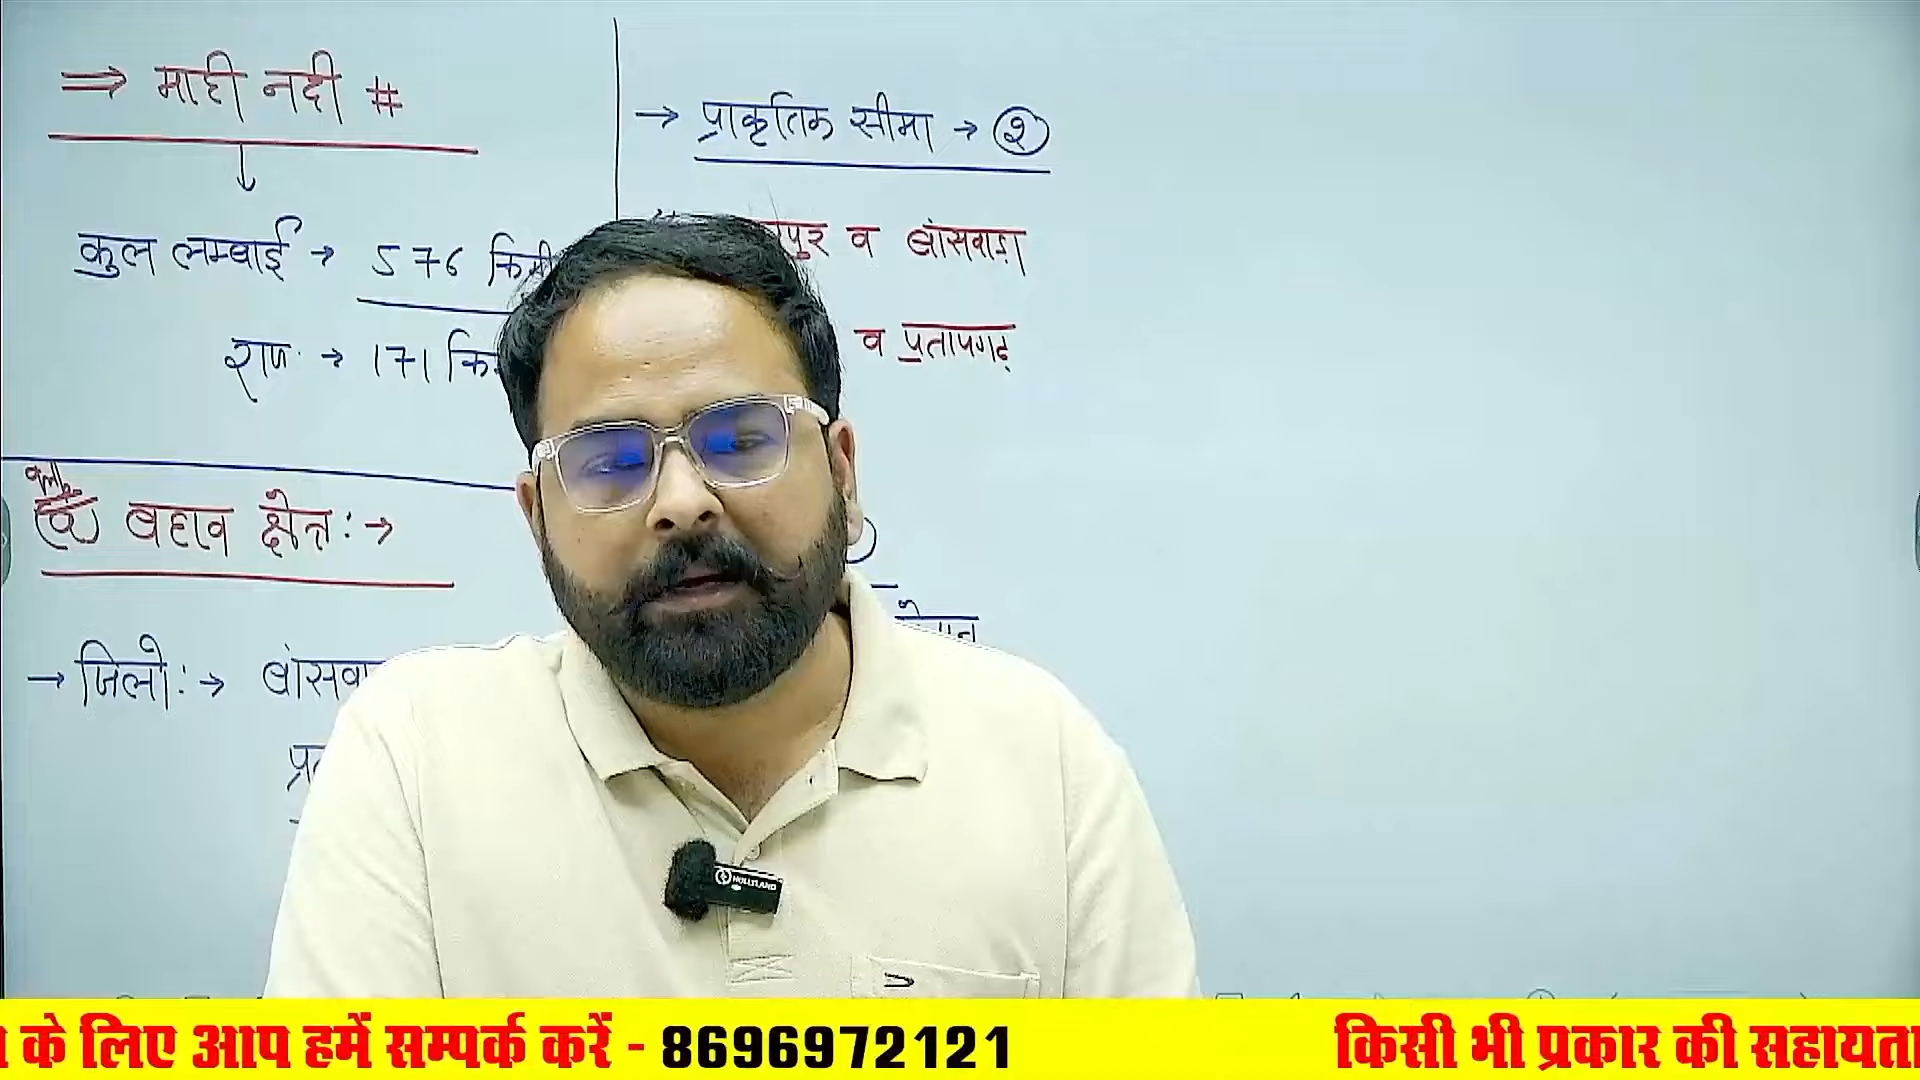 ⇒ माही नदी #
कुल लम्बाई → 576 किमी
राज. → 171 कि
बहाव क्षेत्र :→
→ जिले :→ बांसवा
→ प्राकृतिक सीमा → 2
पुर व बांसवाड़ा
व प्रतापगढ़
HOLLYLAND
के लिए आप हमें सम्पर्क करें - 8696972121
किसी भी प्रकार की सहायता